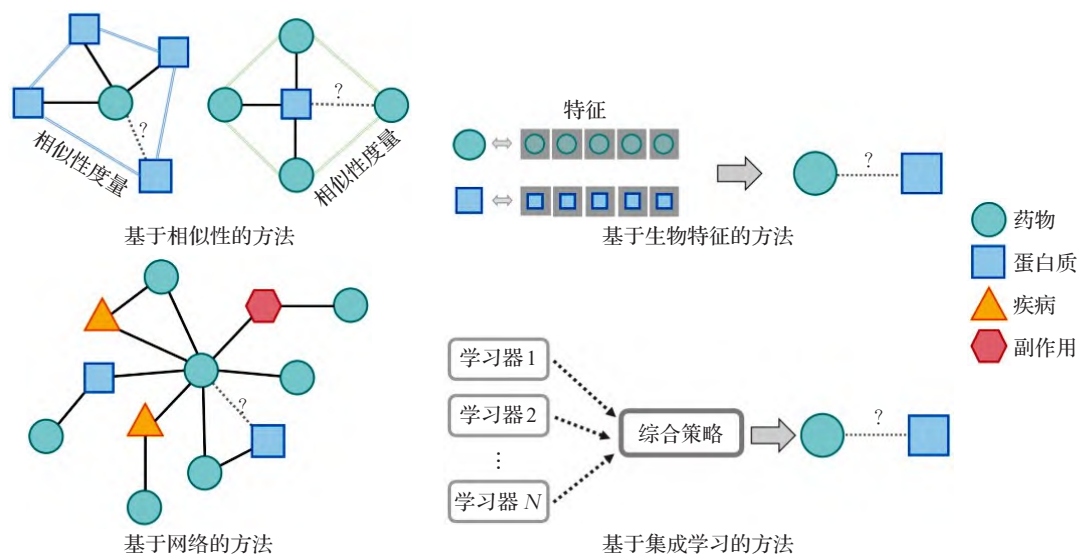 ?
相似性度量
?
相似性度量
基于相似性的方法
特征
?
基于生物特征的方法
药物
蛋白质
疾病
副作用
?
基于网络的方法
学习器1
学习器2
⋮
学习器 N
综合策略
?
基于集成学习的方法